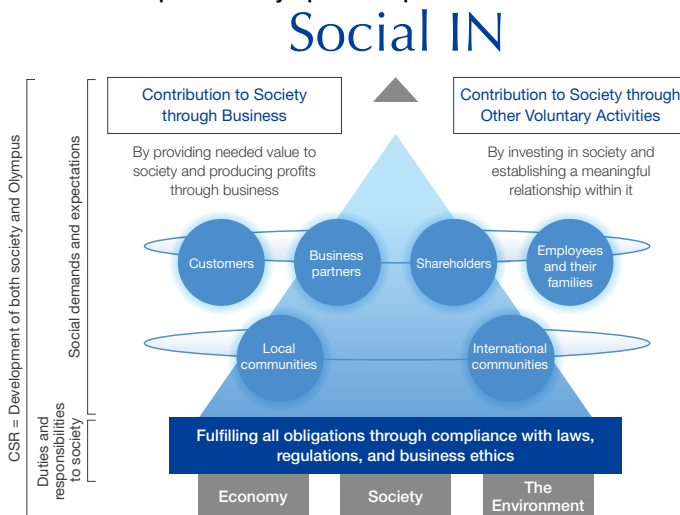 Social IN
Contribution to Society
through Business
Contribution to Society through
Other Voluntary Activities
By providing needed value to
society and producing profits
through business
By investing in society and
establishing a meaningful
relationship within it
Customers
Business
partners
Shareholders
Employees
and their
families
Local
communities
International
communities
Fulfilling all obligations through compliance with laws,
regulations, and business ethics
Economy
Society
The
Environment
CSR = Development of both society and Olympus
Social demands and expectations
Duties and
responsibilities
to society